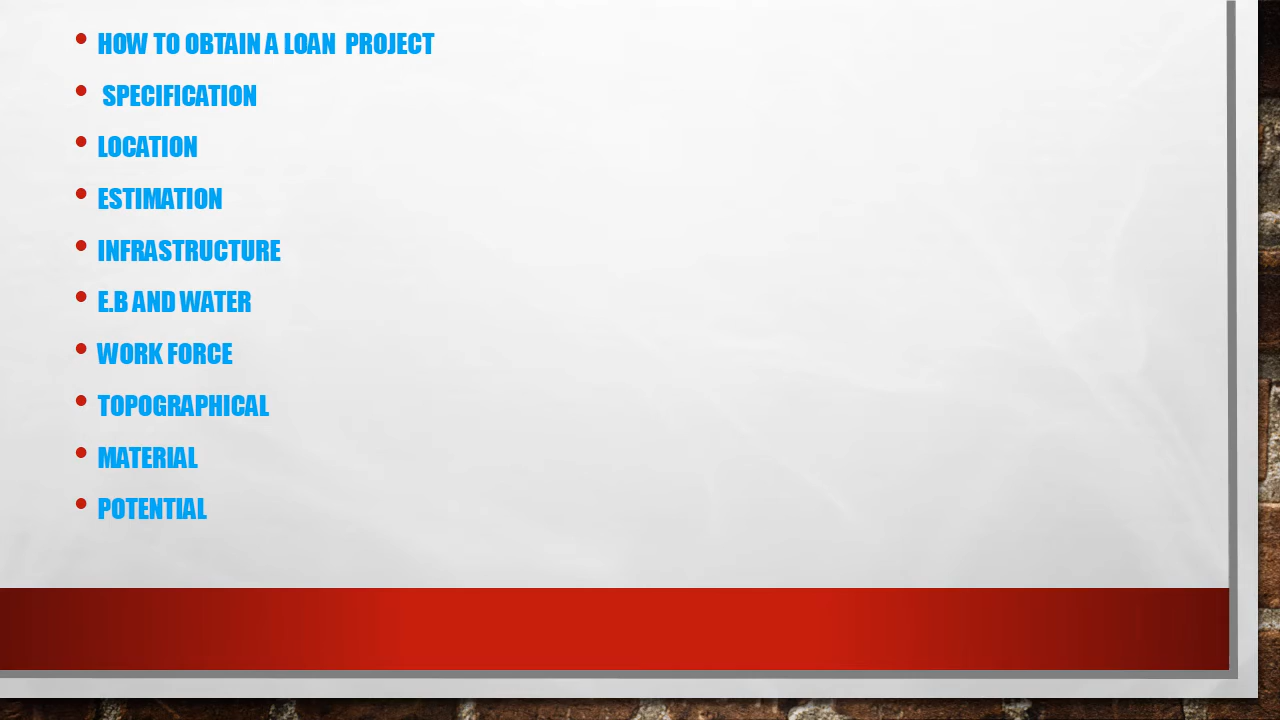 • HOW TO OBTAIN A LOAN  PROJECT
•  SPECIFICATION
• LOCATION
• ESTIMATION
• INFRASTRUCTURE
• E.B AND WATER
• WORK FORCE
• TOPOGRAPHICAL
• MATERIAL
• POTENTIAL